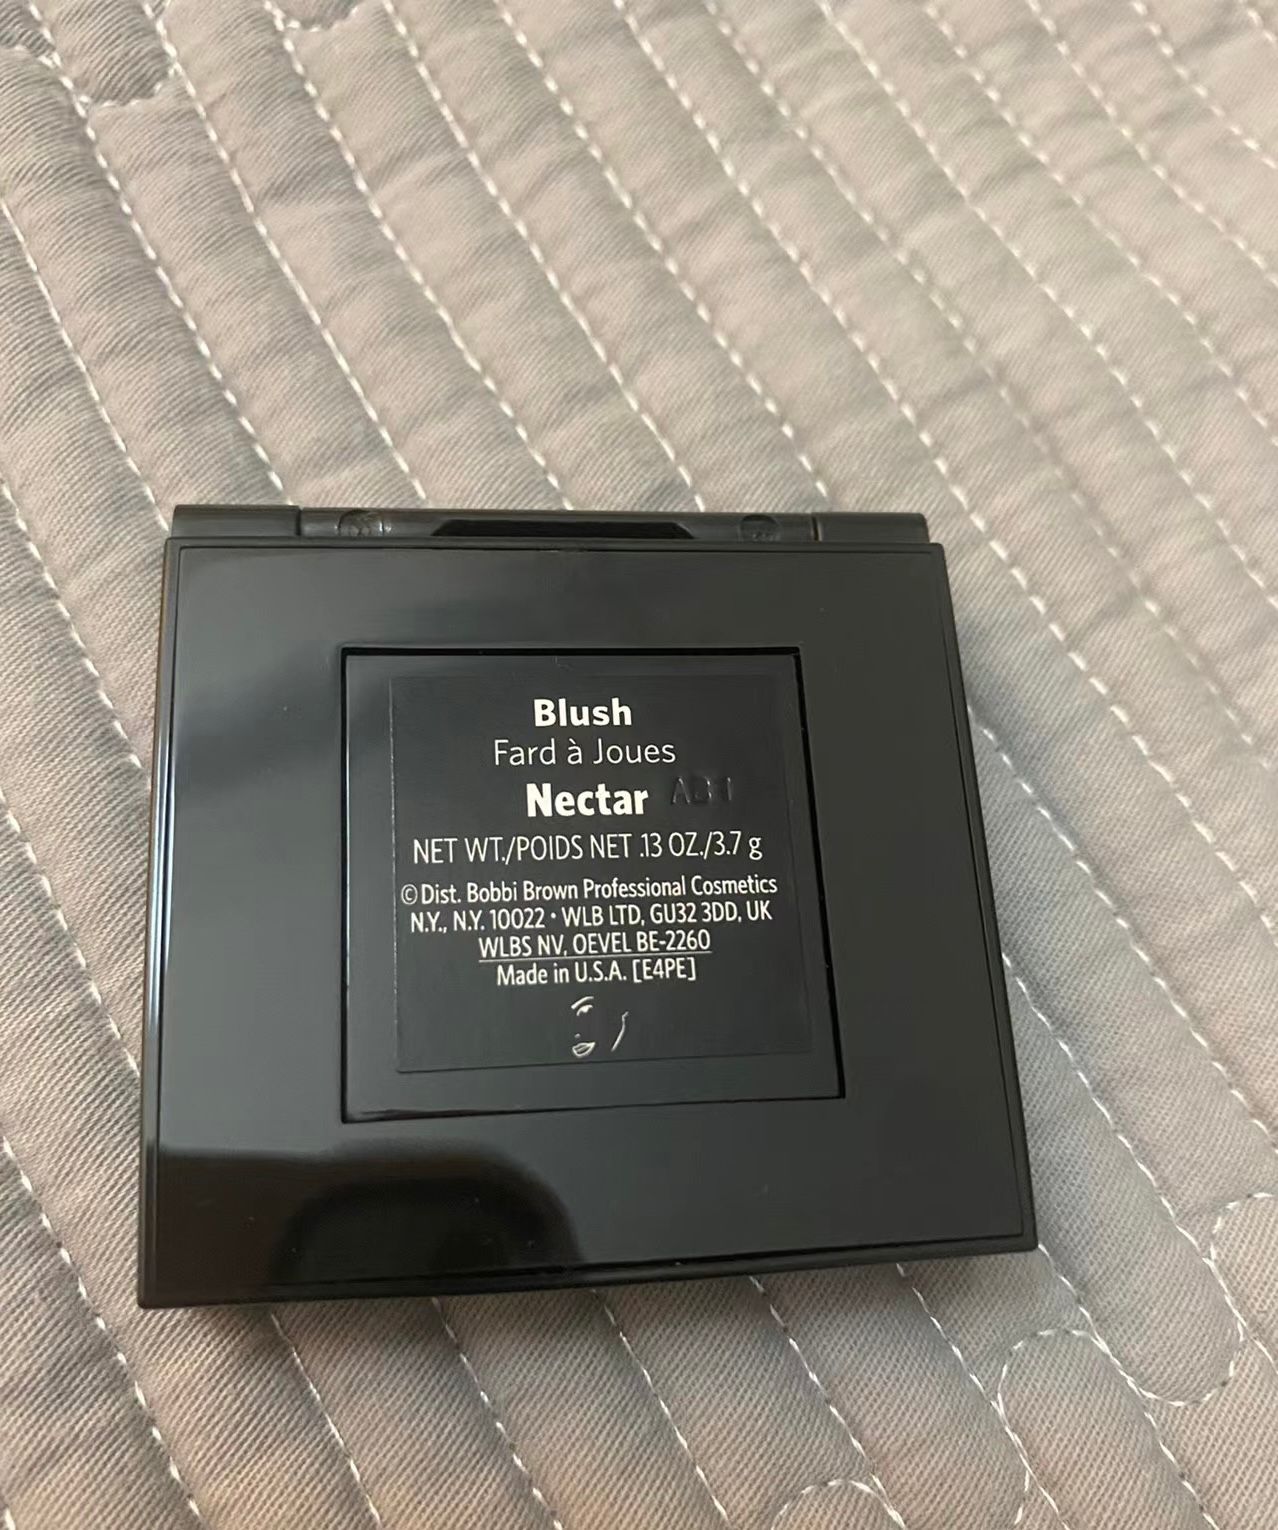 Blush
Fard à Joues
Nectar
NET WT./POIDS NET .13 OZ./3.7 g
© Dist. Bobbi Brown Professional Cosmetics
N.Y., N.Y. 10022 • WLB LTD, GU32 3DD, UK
WLBS NV, OEVEL BE-2260
Made in U.S.A. [E4PE]